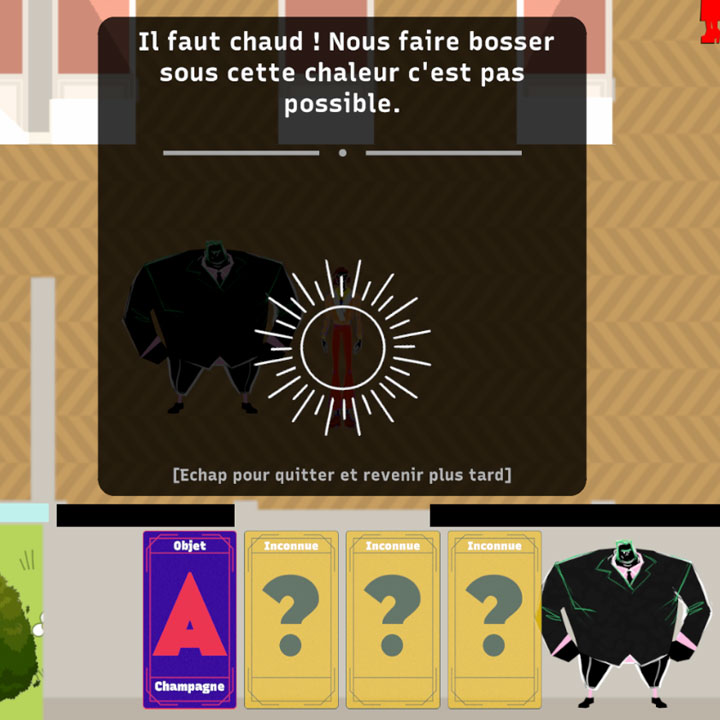 Il faut chaud ! Nous faire bosser
sous cette chaleur c'est pas
possible.
[Echap pour quitter et revenir plus tard]
Objet
A
Champagne
Inconnue
?
Inconnue
?
Inconnue
?